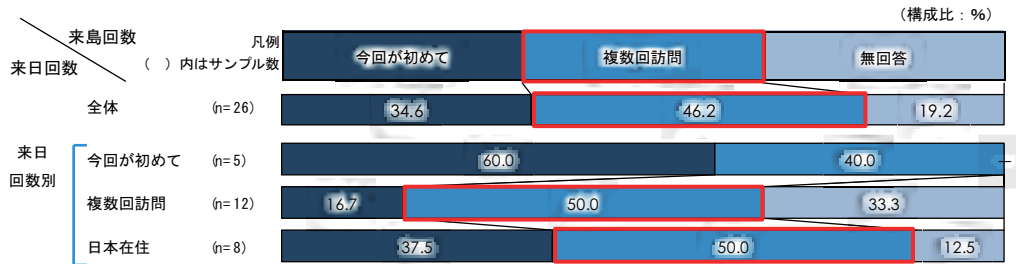 （構成比：％）
来島回数
来日回数
凡例
（　）内はサンプル数
今回が初めて
複数回訪問
無回答
全体
(n=26)
34.6
46.2
19.2
来日
回数別
今回が初めて
(n=5)
60.0
40.0
複数回訪問
(n=12)
16.7
50.0
33.3
日本在住
(n=8)
37.5
50.0
12.5